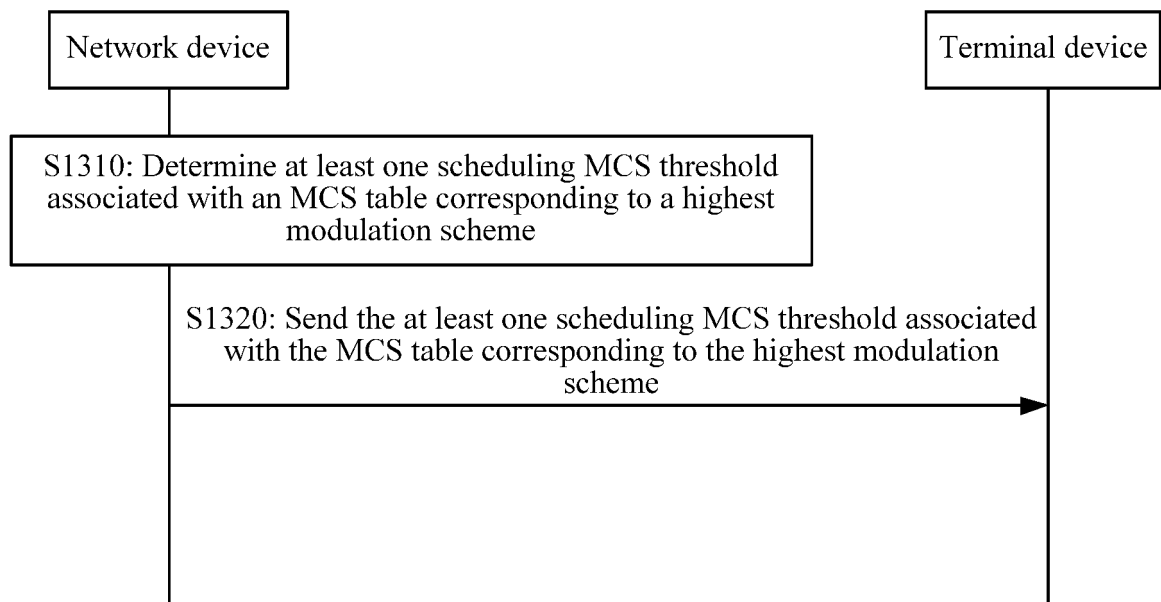 Network device
Terminal device
S1310: Determine at least one scheduling MCS threshold
associated with an MCS table corresponding to a highest
modulation scheme
S1320: Send the at least one scheduling MCS threshold associated
with the MCS table corresponding to the highest modulation
scheme